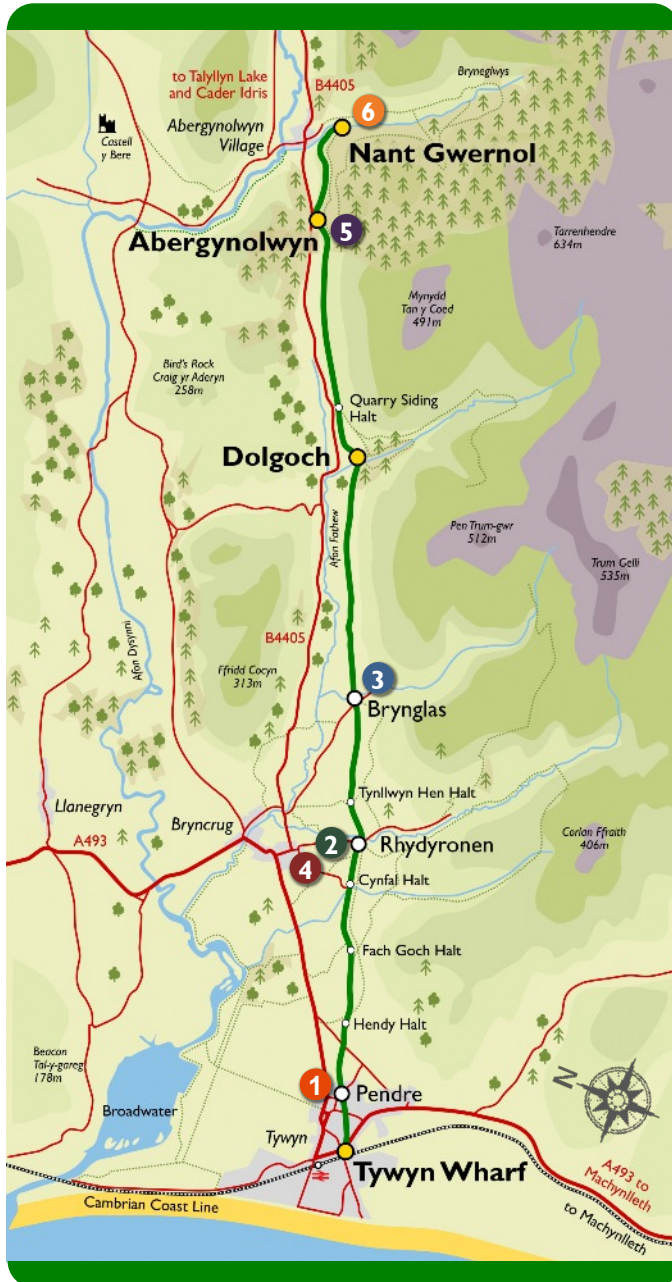 to Talyllyn Lake
and Cader Idris
B4405
Bryneglwys
6
Castell
y Bere
Abergynolwyn
Village
Nant Gwernol
Abergynolwyn
5
Tarrenhendre
634m
Mynydd
Tan y Coed
491m
Bird's Rock
Craig yr Aderyn
258m
Quarry Siding
Halt
Dolgoch
Pen Trum-gwr
512m
Trum Gelli
535m
Afon Fathew
Afon Dysynni
B4405
Ffridd Cocyn
313m
3
Brynglas
Llanegryn
Tynllwyn Hen Halt
Bryncrug
A493
2
Rhydyronen
Corlan Ffraith
406m
4
Cynfal Halt
Fach Goch Halt
Hendy Halt
Beacon
Tal-y-gareg
178m
1
Pendre
N
Broadwater
Tywyn
Tywyn Wharf
A493 to
Machynlleth
Cambrian Coast Line
to Machynlleth